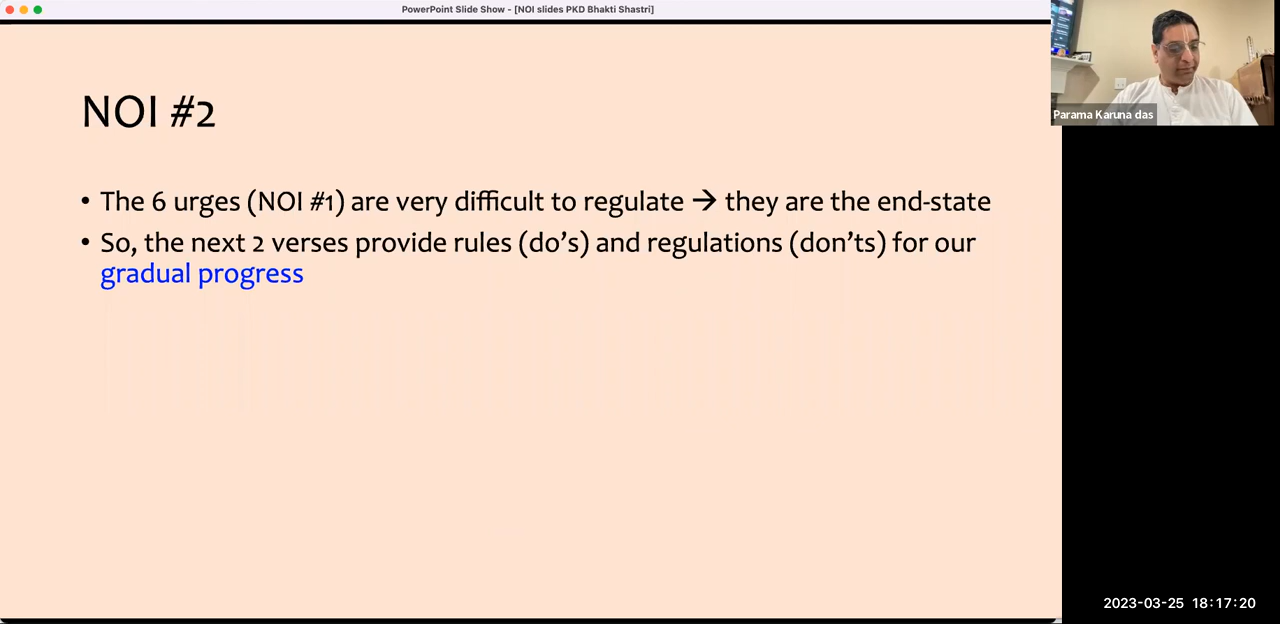 PowerPoint Slide Show - [NOI slides PKD Bhakti Shastri]
NOI #2
• The 6 urges (NOI #1) are very difficult to regulate → they are the end-state
• So, the next 2 verses provide rules (do's) and regulations (don'ts) for our
gradual progress
Parama Karuna das
2023-03-25 18:17:20